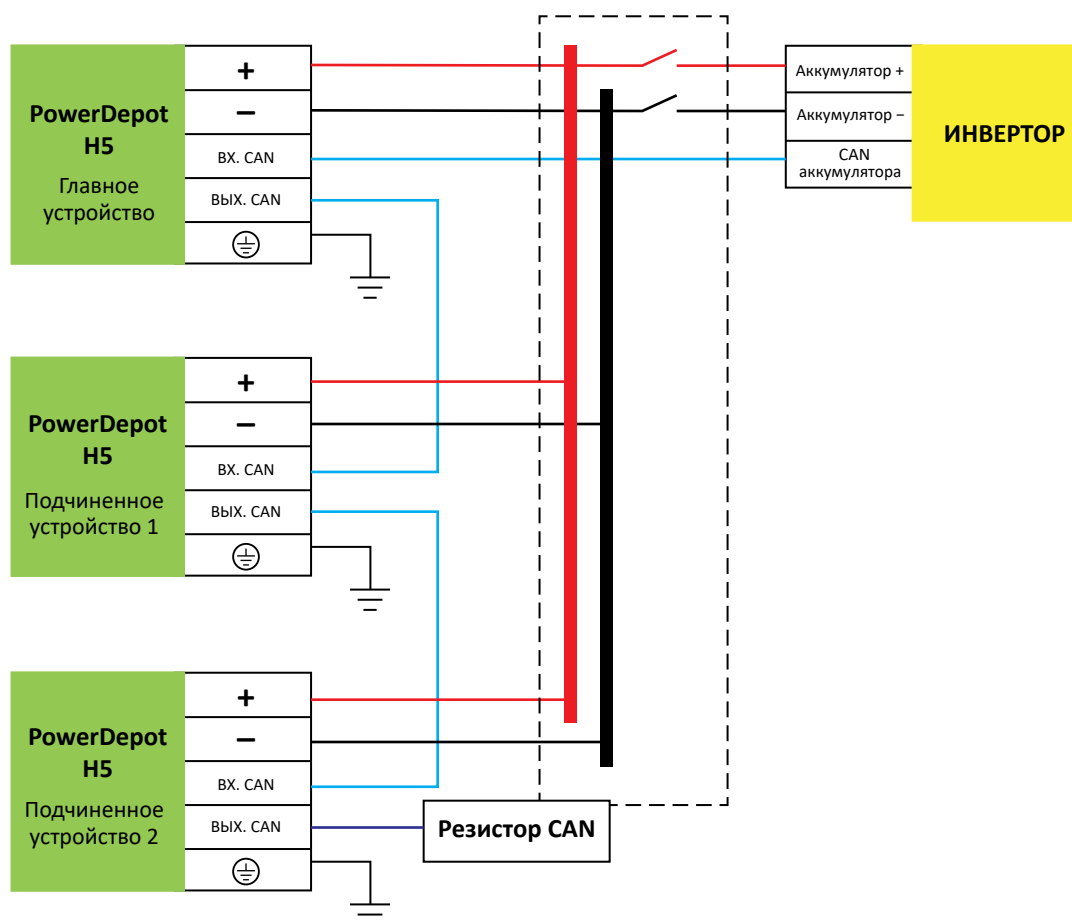 PowerDepot
H5
Главное
устройство
+
–
ВХ. CAN
ВЫХ. CAN
Аккумулятор +
Аккумулятор –
CAN
аккумулятора
ИНВЕРТОР
PowerDepot
H5
Подчиненное
устройство 1
+
–
ВХ. CAN
ВЫХ. CAN
PowerDepot
H5
Подчиненное
устройство 2
+
–
ВХ. CAN
ВЫХ. CAN
Резистор CAN